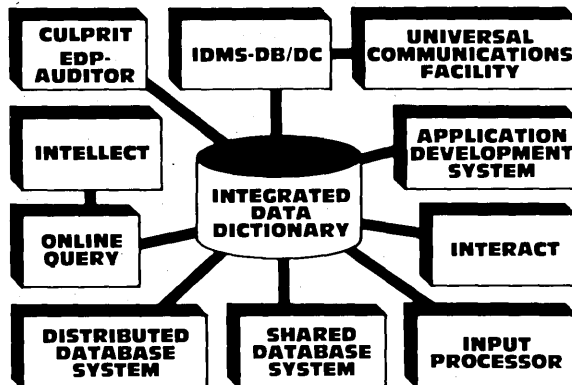 CULPRIT
EDP-
AUDITOR
IDMS-DB/DC
UNIVERSAL
COMMUNICATIONS
FACILITY
INTELLECT
APPLICATION
DEVELOPMENT
SYSTEM
INTEGRATED
DATA
DICTIONARY
ONLINE
QUERY
INTERACT
DISTRIBUTED
DATABASE
SYSTEM
SHARED
DATABASE
SYSTEM
INPUT
PROCESSOR